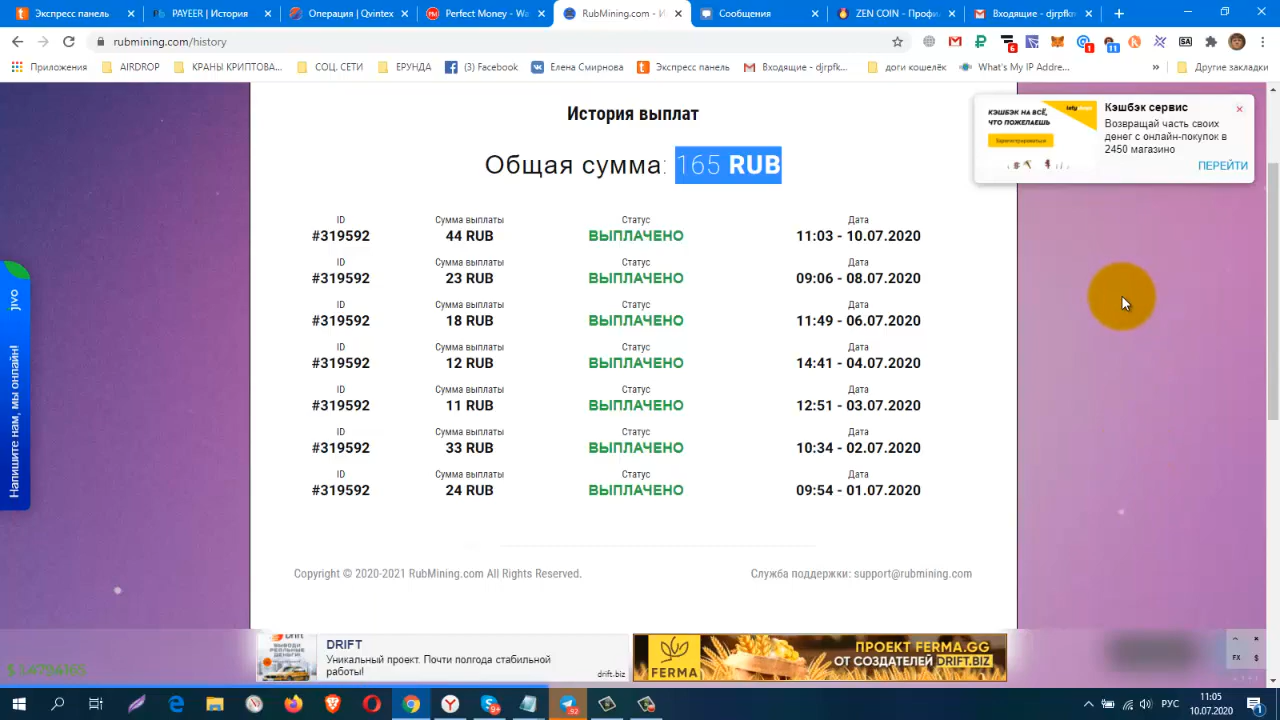 Экспресс панель
PAYEER | История
Операция | Qvintex
Perfect Money - Wa
RubMining.com - И
Сообщения
ZEN COIN - Профи
Входящие - djrpfk
rubmining.com/history
Приложения
AIRDROP
КРАНЫ КРИПТОВА...
СОЦ. СЕТИ
ЕРУНДА
(3) Facebook
Елена Смирнова
Экспресс панель
Входящие - djrpfk...
доги кошелёк
What's My IP Addre...
»
Другие закладки
История выплат
Общая сумма: 165 RUB
КЭШБЭК НА ВСЁ,
ЧТО ПОЖЕЛАЕШЬ
Кэшбэк сервис
Возвращай часть своих
денег с онлайн-покупок в
2450 магазино
ПЕРЕЙТИ
ID Сумма выплаты Статус Дата
#319592 44 RUB ВЫПЛАЧЕНО 11:03 - 10.07.2020
ID Сумма выплаты Статус Дата
#319592 23 RUB ВЫПЛАЧЕНО 09:06 - 08.07.2020
ID Сумма выплаты Статус Дата
#319592 18 RUB ВЫПЛАЧЕНО 11:49 - 06.07.2020
ID Сумма выплаты Статус Дата
#319592 12 RUB ВЫПЛАЧЕНО 14:41 - 04.07.2020
ID Сумма выплаты Статус Дата
#319592 11 RUB ВЫПЛАЧЕНО 12:51 - 03.07.2020
ID Сумма выплаты Статус Дата
#319592 33 RUB ВЫПЛАЧЕНО 10:34 - 02.07.2020
ID Сумма выплаты Статус Дата
#319592 24 RUB ВЫПЛАЧЕНО 09:54 - 01.07.2020
jivo
Напишите нам, мы онлайн!
Copyright © 2020-2021 RubMining.com All Rights Reserved.
Служба поддержки: support@rubmining.com
DRIFT
Уникальный проект. Почти полгода стабильной
работы!
drift.biz
FERMA
ПРОЕКТ FERMA.GG
ОТ СОЗДАТЕЛЕЙ DRIFT.BIZ
FX $
РУС
11:05
10.07.2020